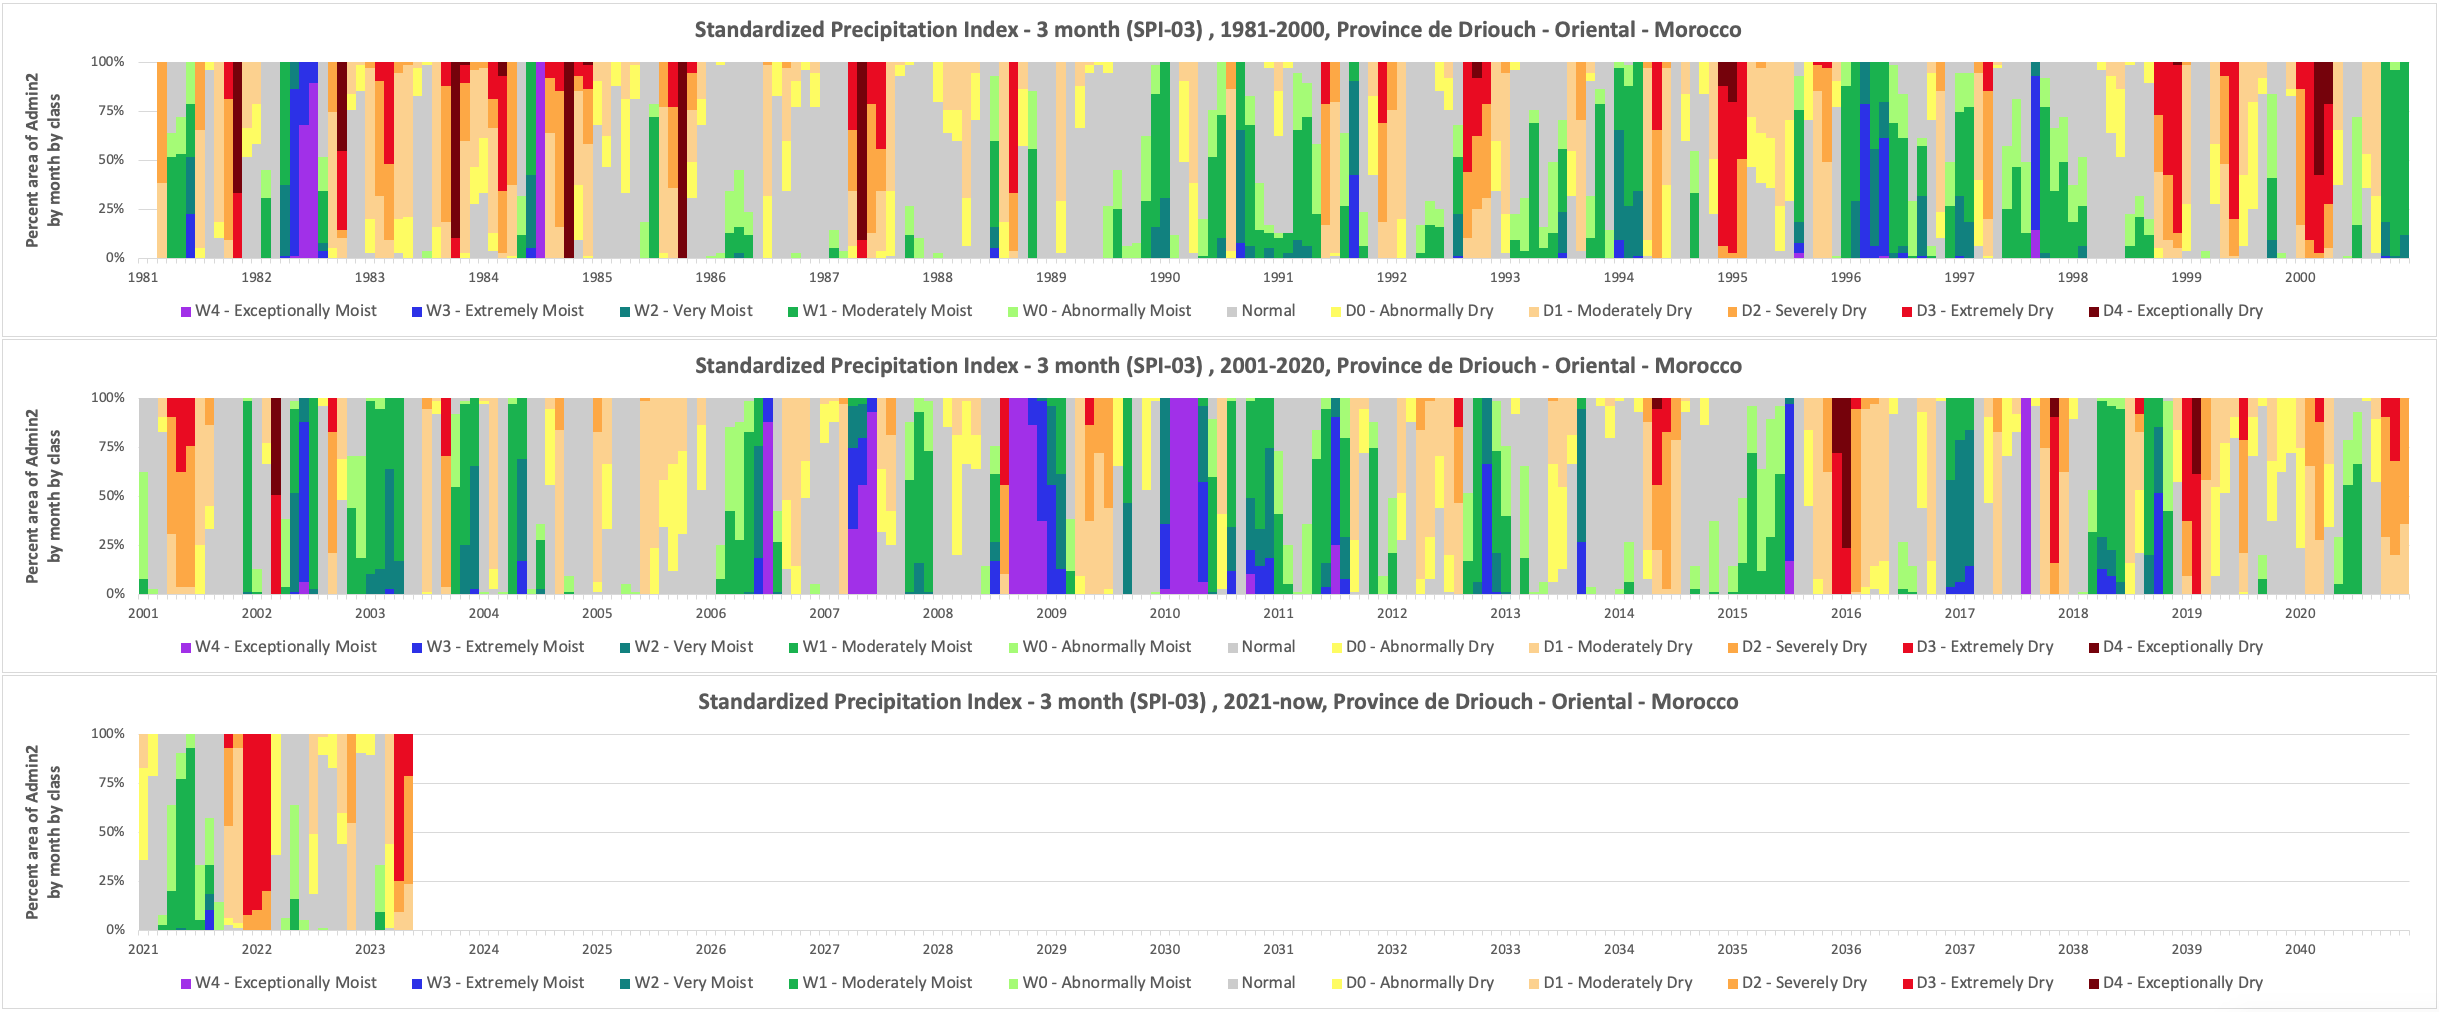 Standardized Precipitation Index - 3 month (SPI-03) , 1981-2000, Province de Driouch - Oriental - Morocco
Percent area of Admin2
by month by class
100%
75%
50%
25%
0%
1981 1982 1983 1984 1985 1986 1987 1988 1989 1990 1991 1992 1993 1994 1995 1996 1997 1998 1999 2000
W4 - Exceptionally Moist W3 - Extremely Moist W2 - Very Moist W1 - Moderately Moist W0 - Abnormally Moist Normal D0 - Abnormally Dry D1 - Moderately Dry D2 - Severely Dry D3 - Extremely Dry D4 - Exceptionally Dry
Standardized Precipitation Index - 3 month (SPI-03) , 2001-2020, Province de Driouch - Oriental - Morocco
Percent area of Admin2
by month by class
100%
75%
50%
25%
0%
2001 2002 2003 2004 2005 2006 2007 2008 2009 2010 2011 2012 2013 2014 2015 2016 2017 2018 2019 2020
W4 - Exceptionally Moist W3 - Extremely Moist W2 - Very Moist W1 - Moderately Moist W0 - Abnormally Moist Normal D0 - Abnormally Dry D1 - Moderately Dry D2 - Severely Dry D3 - Extremely Dry D4 - Exceptionally Dry
Standardized Precipitation Index - 3 month (SPI-03) , 2021-now, Province de Driouch - Oriental - Morocco
Percent area of Admin2
by month by class
100%
75%
50%
25%
0%
2021 2022 2023 2024 2025 2026 2027 2028 2029 2030 2031 2032 2033 2034 2035 2036 2037 2038 2039 2040
W4 - Exceptionally Moist W3 - Extremely Moist W2 - Very Moist W1 - Moderately Moist W0 - Abnormally Moist Normal D0 - Abnormally Dry D1 - Moderately Dry D2 - Severely Dry D3 - Extremely Dry D4 - Exceptionally Dry